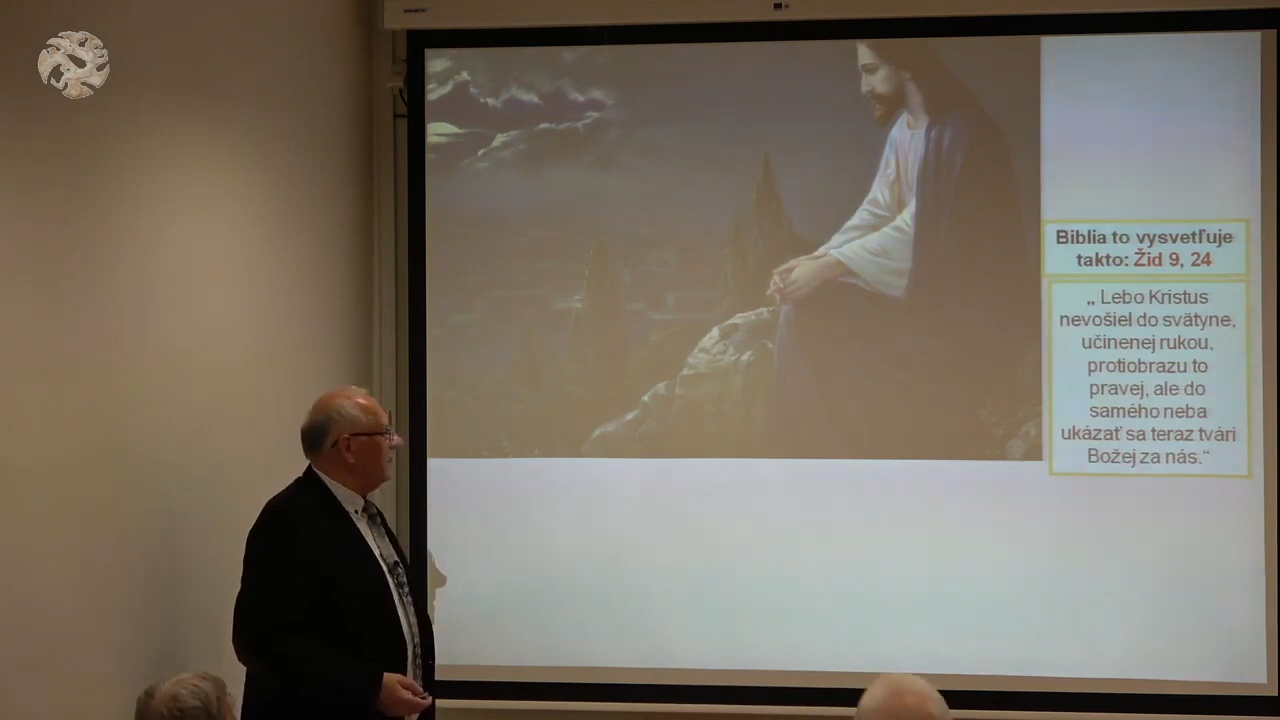 Biblia to vysvetľuje
takto: Žid 9, 24
„ Lebo Kristus
nevošiel do svätyne,
učinenej rukou,
protiobrazu to
pravej, ale do
samého neba
ukázať sa teraz tvári
Božej za nás.“